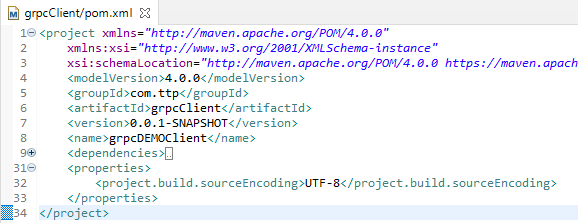 grpcClient/pom.xml
1 <project xmlns="http://maven.apache.org/POM/4.0.0"
2 xmlns:xsi="http://www.w3.org/2001/XMLSchema-instance"
3 xsi:schemaLocation="http://maven.apache.org/POM/4.0.0 https://maven.apach
4 <modelVersion>4.0.0</modelVersion>
5 <groupId>com.ttp</groupId>
6 <artifactId>grpcClient</artifactId>
7 <version>0.0.1-SNAPSHOT</version>
8 <name>grpcDEMOClient</name>
9 <dependencies>
31 <properties>
32 <project.build.sourceEncoding>UTF-8</project.build.sourceEncoding>
33 </properties>
34 </project>